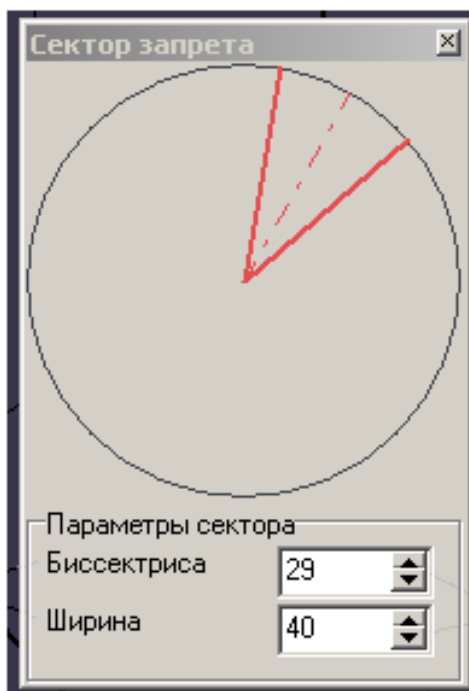 Сектор запрета
Параметры сектора
Биссектриса 29
Ширина 40